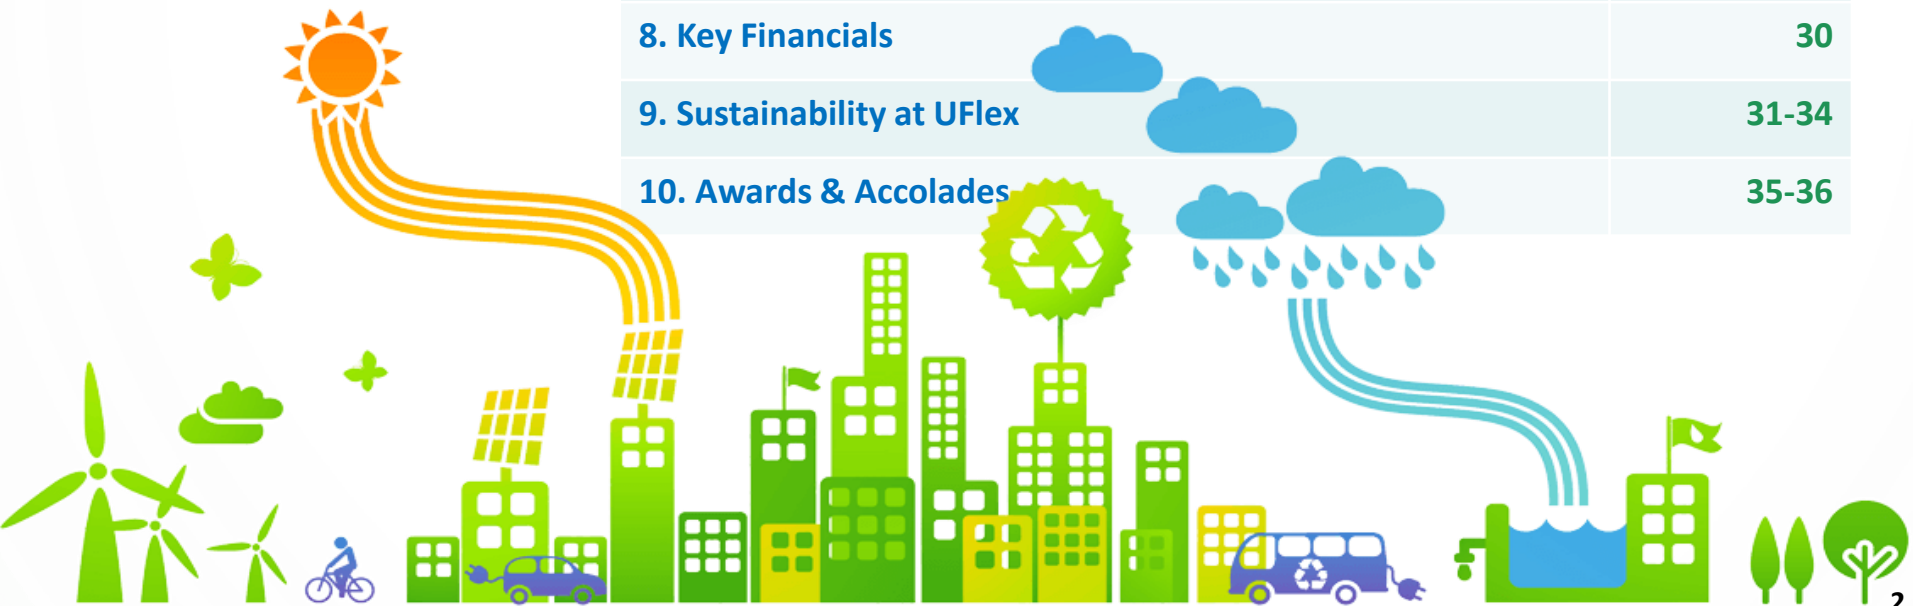 8. Key Financials 30
9. Sustainability at UFlex 31-34
10. Awards & Accolades 35-36
2